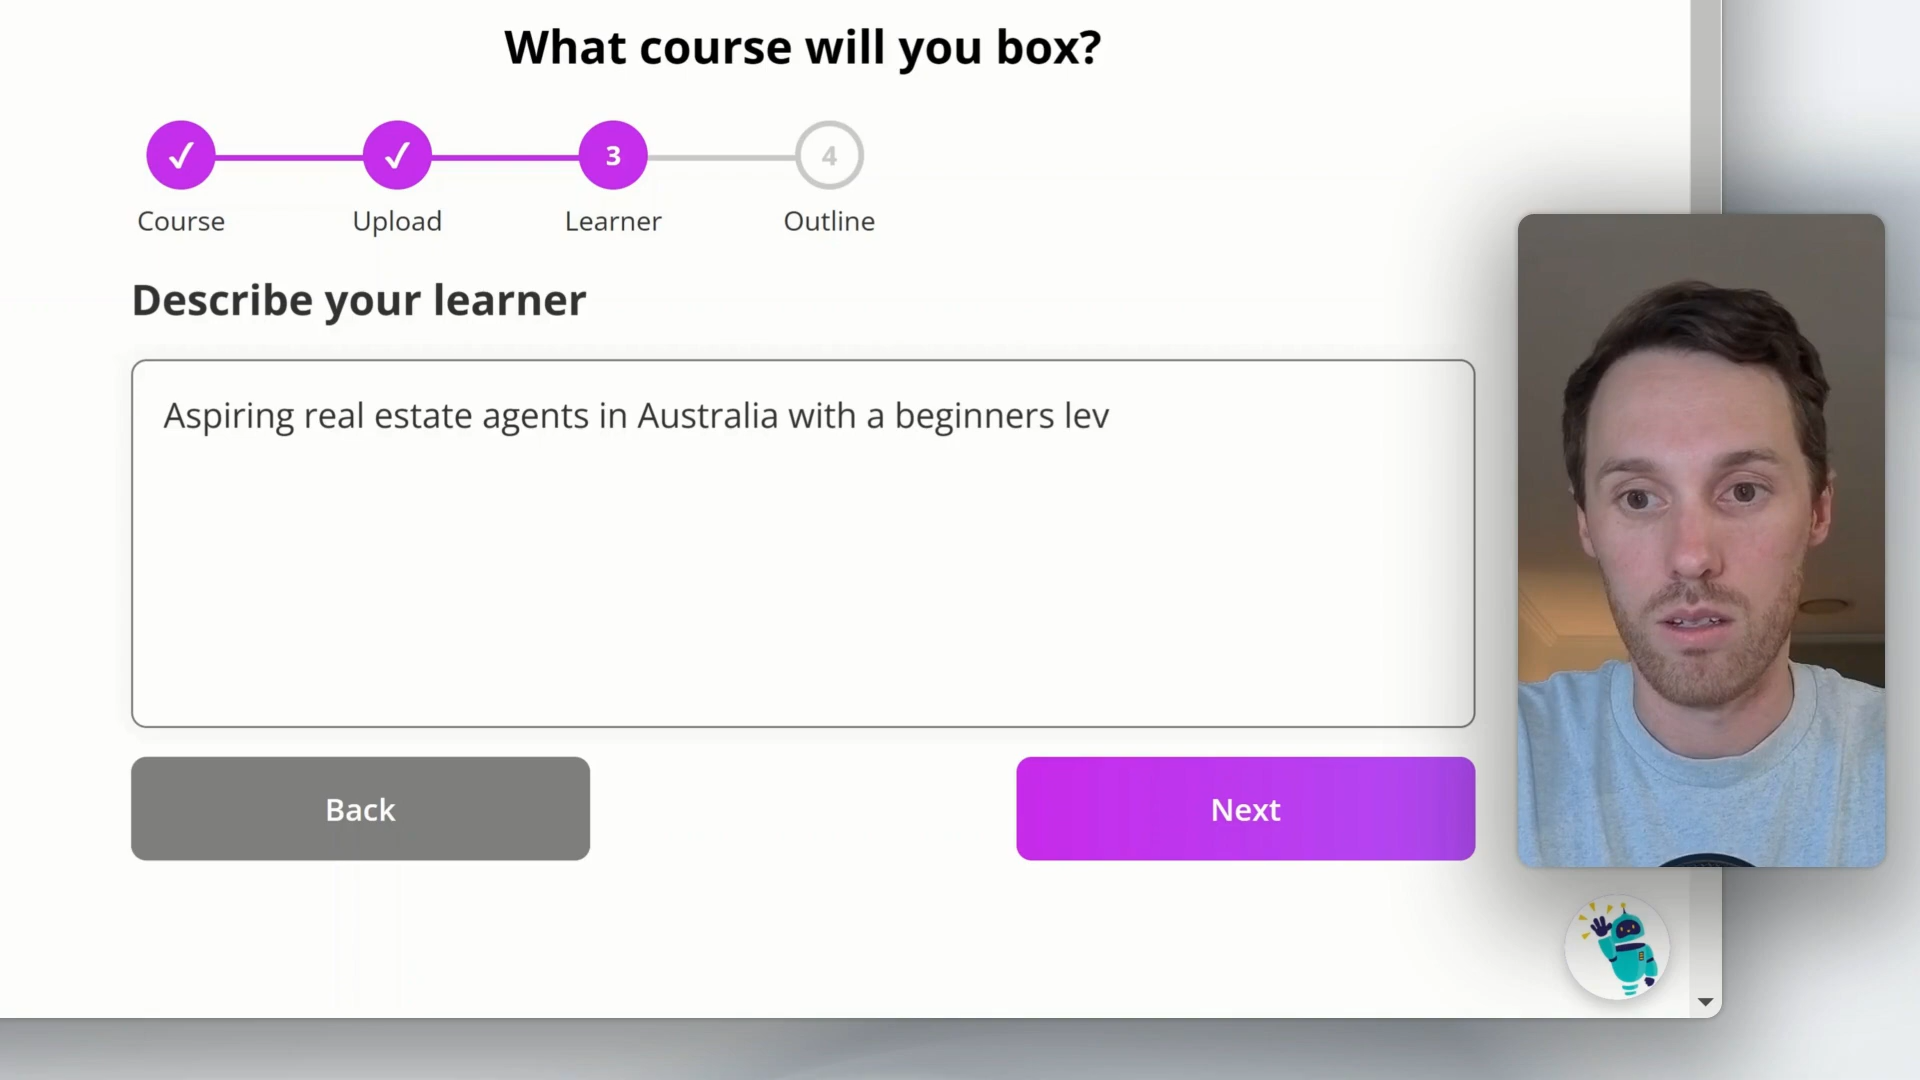 What course will you box?
3
4
Course
Upload
Learner
Outline
Describe your learner
Aspiring real estate agents in Australia with a beginners lev
Back
Next